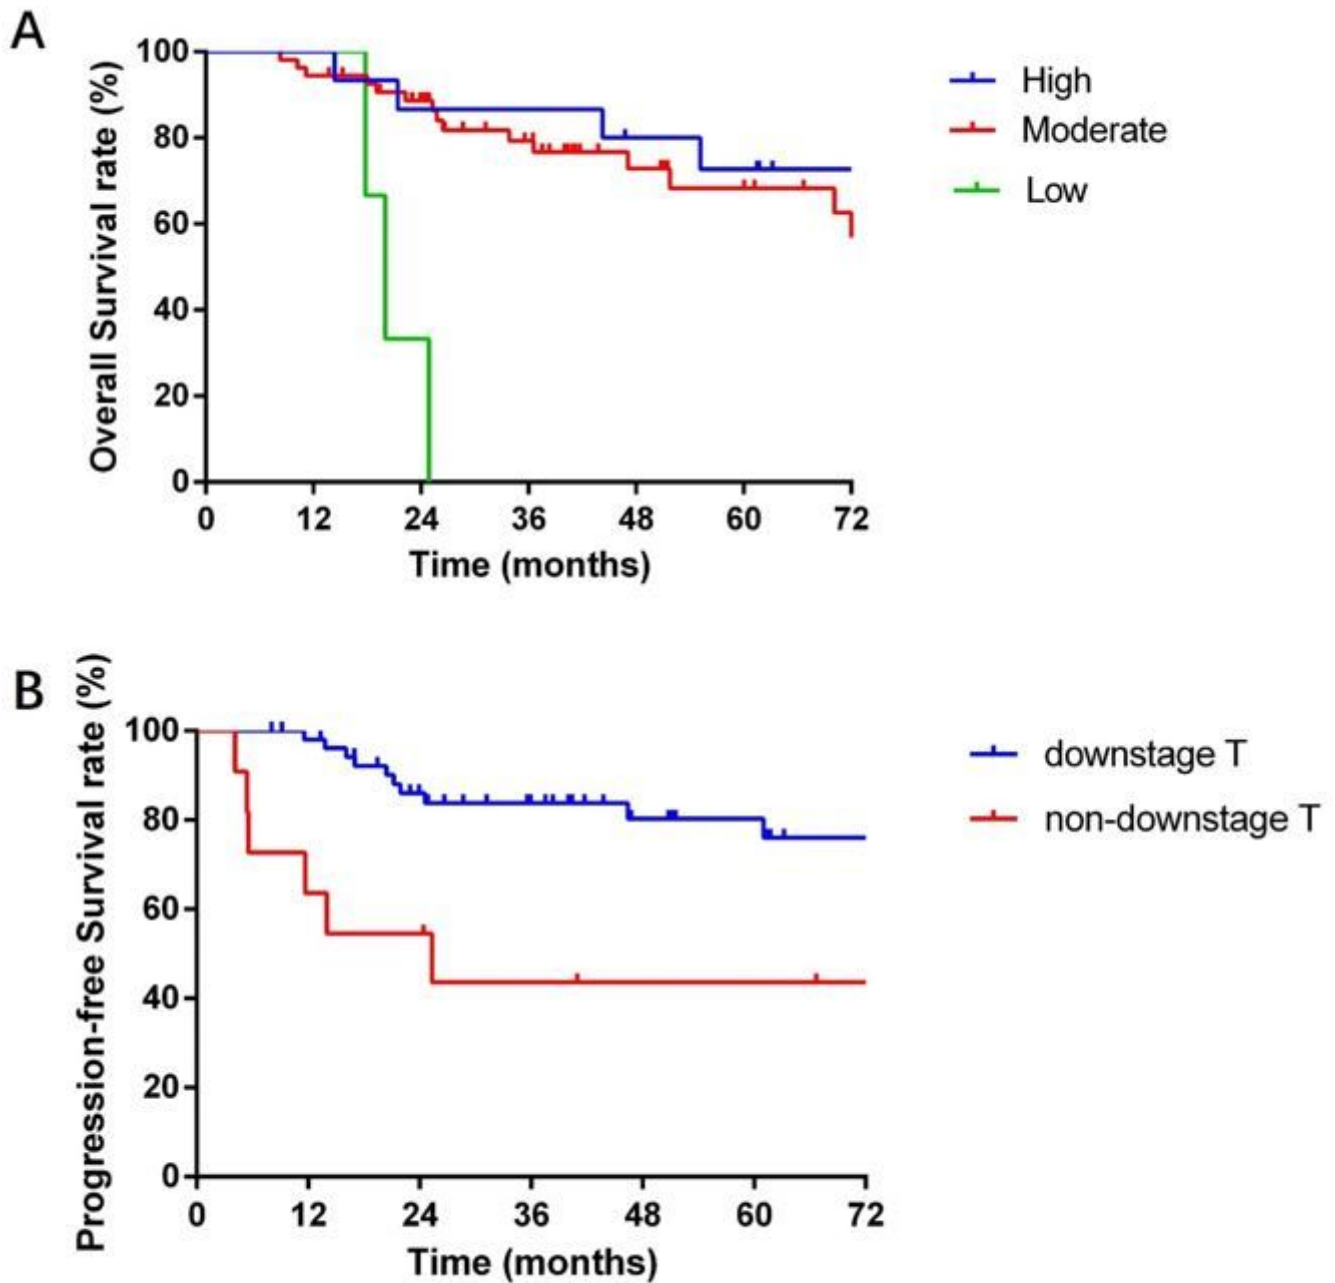 A
Overall Survival rate (%)
100
80
60
40
20
0
0 12 24 36 48 60 72
Time (months)
High
Moderate
Low
B
Progression-free Survival rate (%)
100
80
60
40
20
0
0 12 24 36 48 60 72
Time (months)
downstage T
non-downstage T